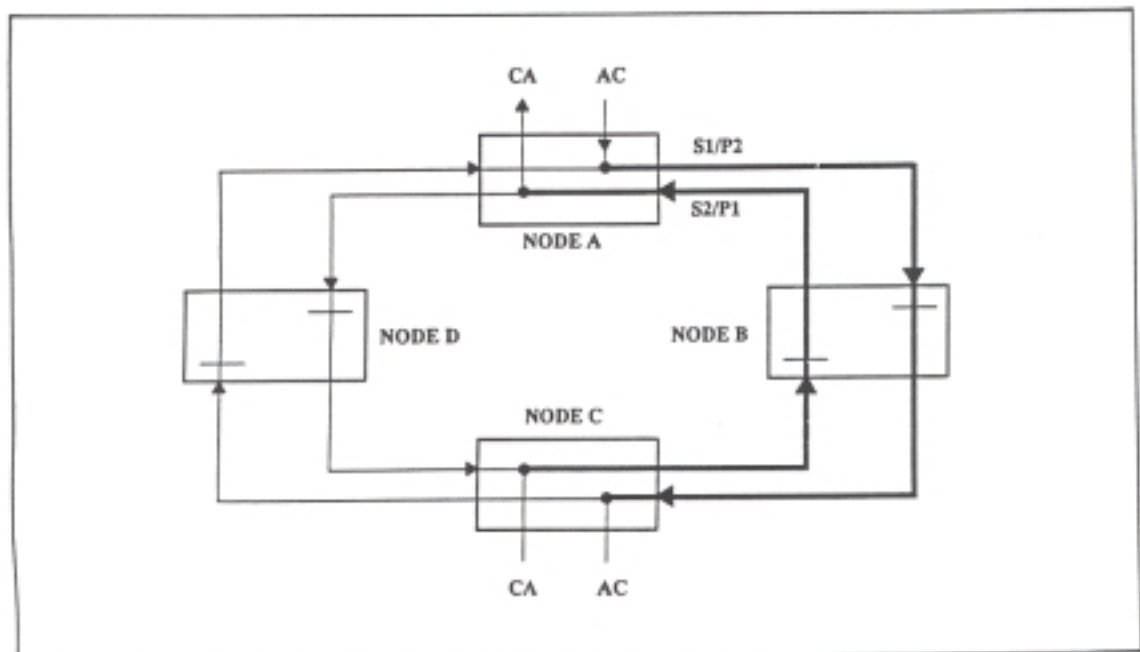 CA AC
S1/P2
S2/P1
NODE A
NODE D NODE B
NODE C
CA AC